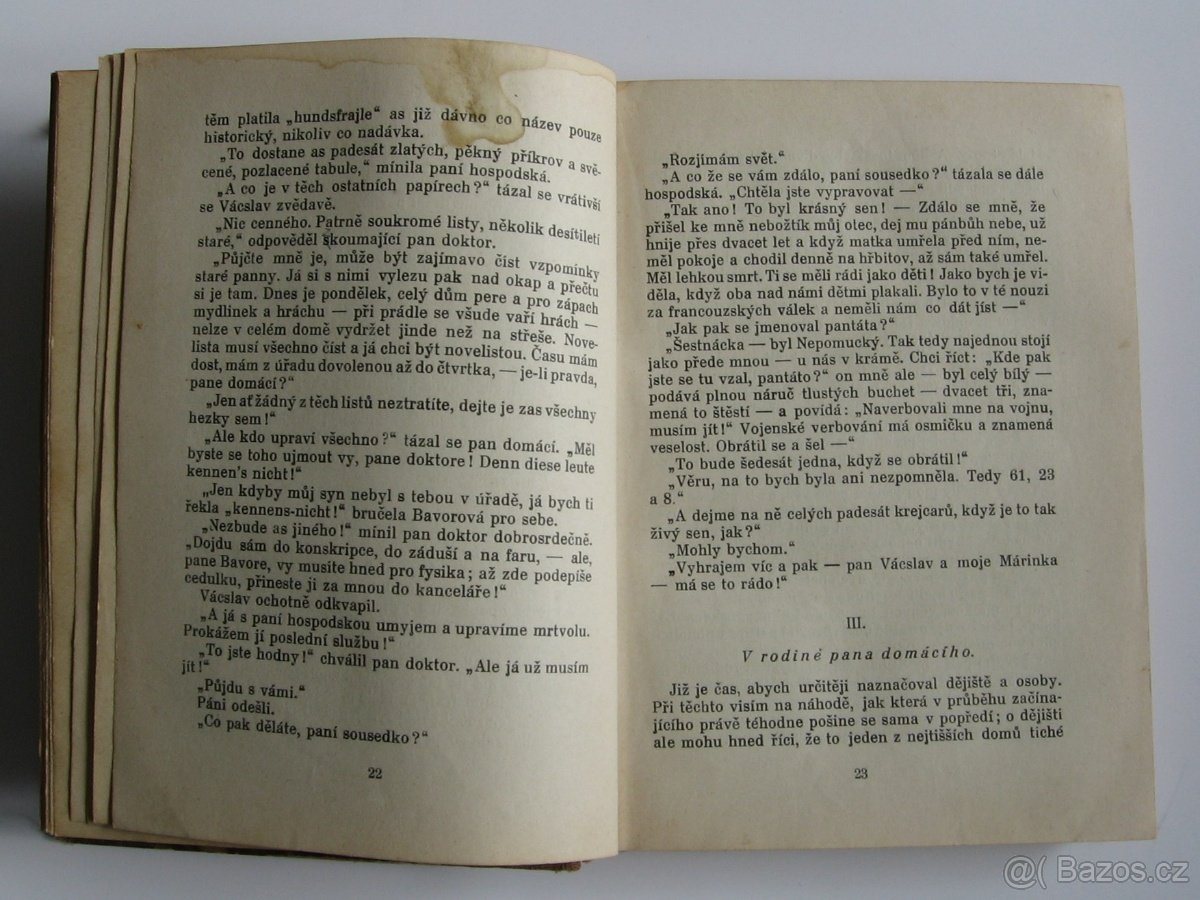 těm platila „hundsfrajle“ as již dávno co název pouze
historický, nikoliv co nadávka.
„To dostane as padesát zlatých, pěkný příkrov a svě-
cené, pozlacené tabule,“ mínila paní hospodská.
„A co je v těch ostatních papírech?“ tázal se vrátivší
se Václslav zvědavě.
„Nic cenného. Patrně soukromé listy, několik desítiletí
staré,“ odpověděl skoumající pan doktor.
„Půjčte mně je, může být zajímavo číst vzpomínky
staré panny. Já si s nimi vylezu pak nad okap a přečtu
si je tam. Dnes je pondělek, celý dům pere a pro zápach
mydlinek a hráchu — při prádle se všude vaří hrách —
nelze v celém domě vydržet jinde než na střeše. Nove-
lista musí všechno číst a já chci být novelistou. Času mám
dost, mám z úřadu dovolenou až do čtvrtka, — je-li pravda,
pane domácí?“
„Jen ať žádný z těch listů neztratíte, dejte je zas všechny
hezky sem!“
„Ale kdo upraví všechno?“ tázal se pan domácí. „Měl
byste se toho ujmout vy, pane doktore! Denn diese leute
kennen's nicht!“
„Jen kdyby můj syn nebyl s tebou v úřadě, já bych ti
řekla „kennens-nicht!“ bručela Bavorová pro sebe.
„Nezbude as jiného!“ mínil pan doktor dobrosrdečně.
„Dojdu sám do konskripce, do záduší a na faru, — ale,
pane Bavore, vy musíte hned pro fysika; až zde podepíše
cedulku, přineste ji za mnou do kanceláře!“
Václslav ochotně odkvapil.
„A já s paní hospodskou umyjem a upravíme mrtvolu.
Prokážem jí poslední službu!“
„To jste hodny!“ chválil pan doktor. „Ale já už musím
jít!“
„Půjdu s vámi.“
Páni odešli.
„Co pak děláte, paní sousedko?“
22
„Rozjímám svět.“
„A co že se vám zdálo, paní sousedko?“ tázala se dále
hospodská. „Chtěla jste vypravovat —“
„Tak ano! To byl krásný sen! — Zdálo se mně, že
přišel ke mně nebožtík můj otec, dej mu pánbůh nebe, už
hnije přes dvacet let a když matka umřela před ním, ne-
měl pokoje a chodil denně na hřbitov, až sám také umřel.
Měl lehkou smrt. Ti se měli rádi jako děti! Jako bych je vi-
děla, když oba nad námi dětmi plakali. Bylo to v té nouzi
za francouzských válek a neměli nám co dát jíst —“
„Jak pak se jmenoval pantáta?“
„Šestnácka — byl Nepomucký. Tak tedy najednou stojí
jako přede mnou — u nás v krámě. Chci říct: „Kde pak
jste se tu vzal, pantáto?“ on mně ale — byl celý bílý —
podává plnou náruč tlustých buchet — dvacet tři, zna-
mená to štěstí — a povídá: „Naverbovali mne na vojnu,
musím jít!“ Vojenské verbování má osmičku a znamená
veselost. Obrátil se a šel —“
„To bude šedesát jedna, když se obrátil!“
„Věru, na to bych byla ani nezpomněla. Tedy 61, 23
a 8.“
„A dejme na ně celých padesát krejcarů, když je to tak
živý sen, jak?“
„Mohly bychom.“
„Vyhrajem víc a pak — pan Václslav a moje Márinka
— má se to rádo!“
III.
V rodině pana domácího.
Již je čas, abych určitěji naznačoval dějiště a osoby.
Při těchto visím na náhodě, jak která v průběhu začína-
jícího právě téhodne pošine se sama v popředí; o dějišti
ale mohu hned říci, že to jeden z nejtišších domů tiché
23
@( Bazos.cz